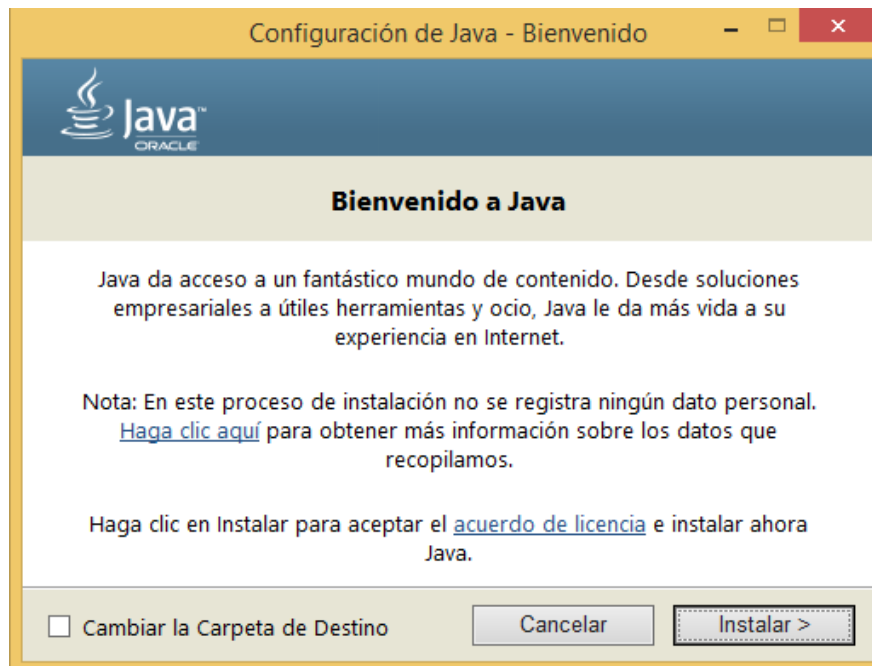 Configuración de Java - Bienvenido
Java™
ORACLE
Bienvenido a Java
Java da acceso a un fantástico mundo de contenido. Desde soluciones
empresariales a útiles herramientas y ocio, Java le da más vida a su
experiencia en Internet.
Nota: En este proceso de instalación no se registra ningún dato personal.
Haga clic aquí para obtener más información sobre los datos que
recopilamos.
Haga clic en Instalar para aceptar el acuerdo de licencia e instalar ahora
Java.
Cambiar la Carpeta de Destino
Cancelar
Instalar >